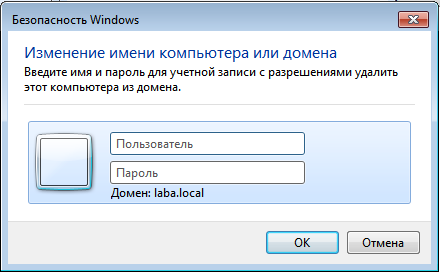 Безопасность Windows
Изменение имени компьютера или домена
Введите имя и пароль для учетной записи с разрешениями удалить
этот компьютера из домена.
Пользователь
Пароль
Домен: laba.local
ОК
Отмена